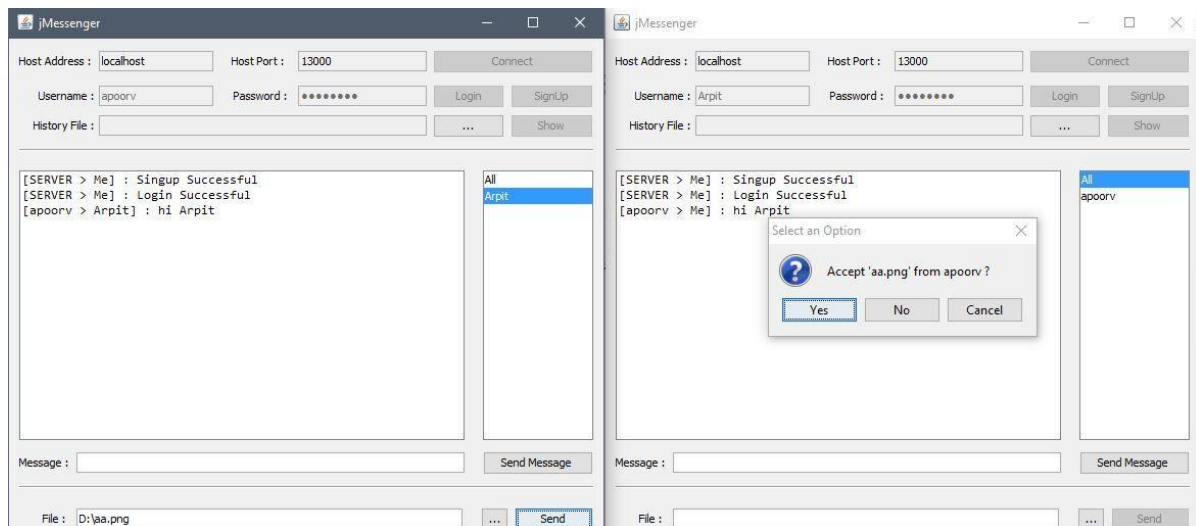 jMessenger
Host Address : localhost Host Port : 13000 Connect
Username : apoorv Password : ●●●●●●●● Login SignUp
History File : ... Show
[SERVER > Me] : Singup Successful
[SERVER > Me] : Login Successful
[apoorv > Arpit] : hi Arpit
All
Arpit
Message : Send Message
File : D:\aa.png ... Send
jMessenger
Host Address : localhost Host Port : 13000 Connect
Username : Arpit Password : ●●●●●●●● Login SignUp
History File : ... Show
[SERVER > Me] : Singup Successful
[SERVER > Me] : Login Successful
[apoorv > Me] : hi Arpit
All
apoorv
Select an Option
Accept 'aa.png' from apoorv ?
Yes No Cancel
Message : Send Message
File : ... Send